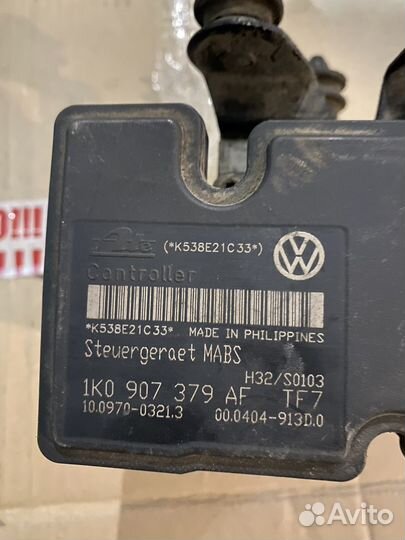 ate (*K538E21C33*)
Controller
*K538E21C33* MADE IN PHILIPPINES
Steuergeraet MABS
H32/S0103
1K0 907 379 AF TF7
10.0970-0321.3 00.0404-913D.0
Avito